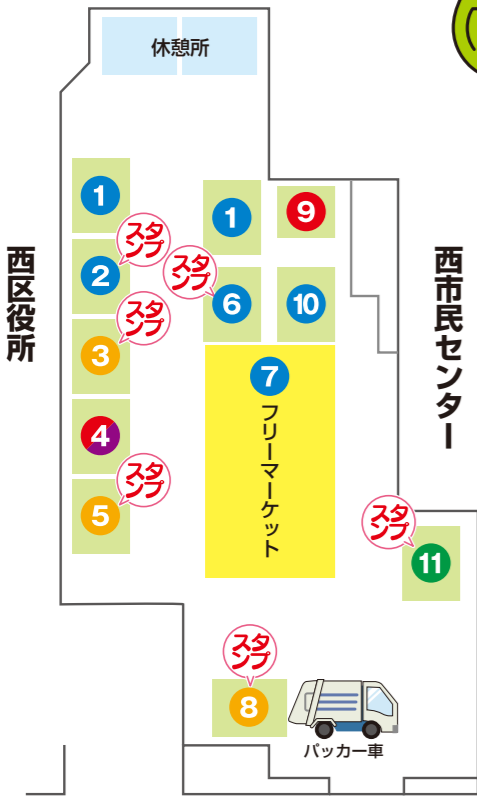 休憩所
1
1
9
スタ
ンプ
2
スタ
ンプ
6
10
スタ
ンプ
3
7
フリーマーケット
4
スタ
ンプ
5
スタ
ンプ
11
スタ
ンプ
8
パッカー車
西区役所
西市民センター